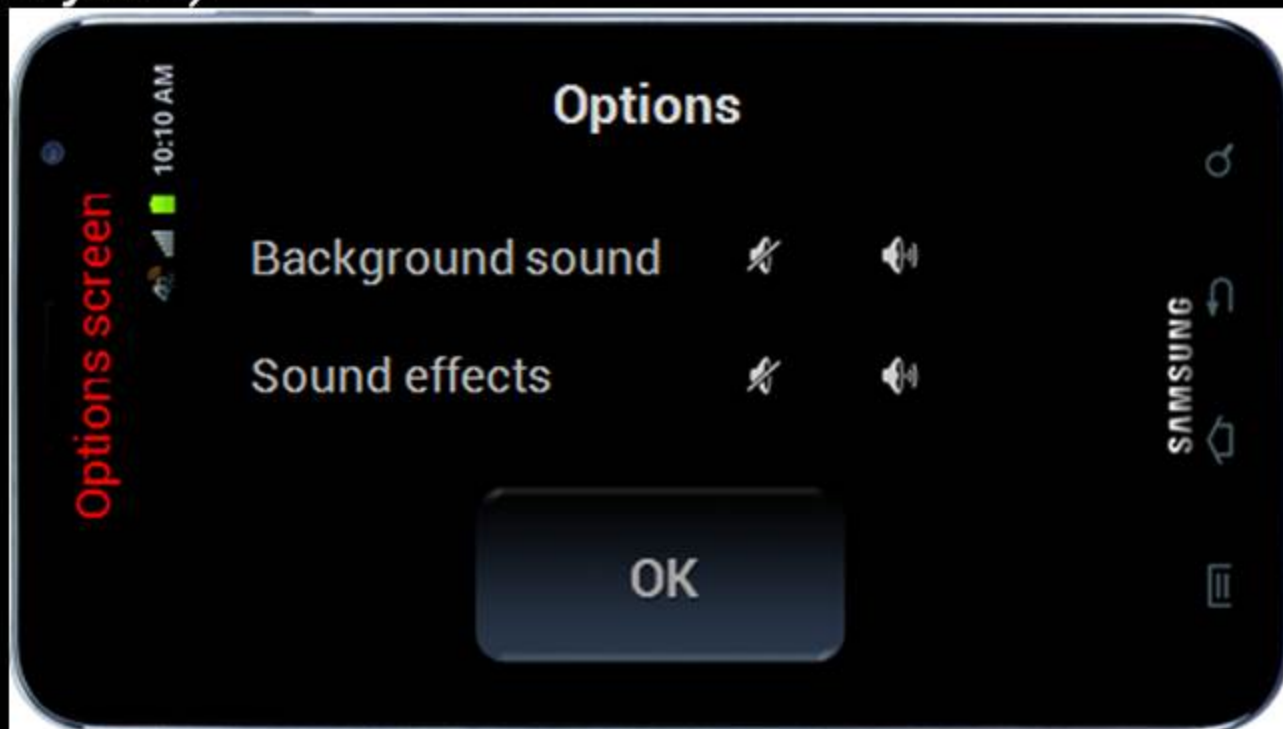 Options screen
10:10 AM
Options
Background sound
Sound effects
OK
SAMSUNG